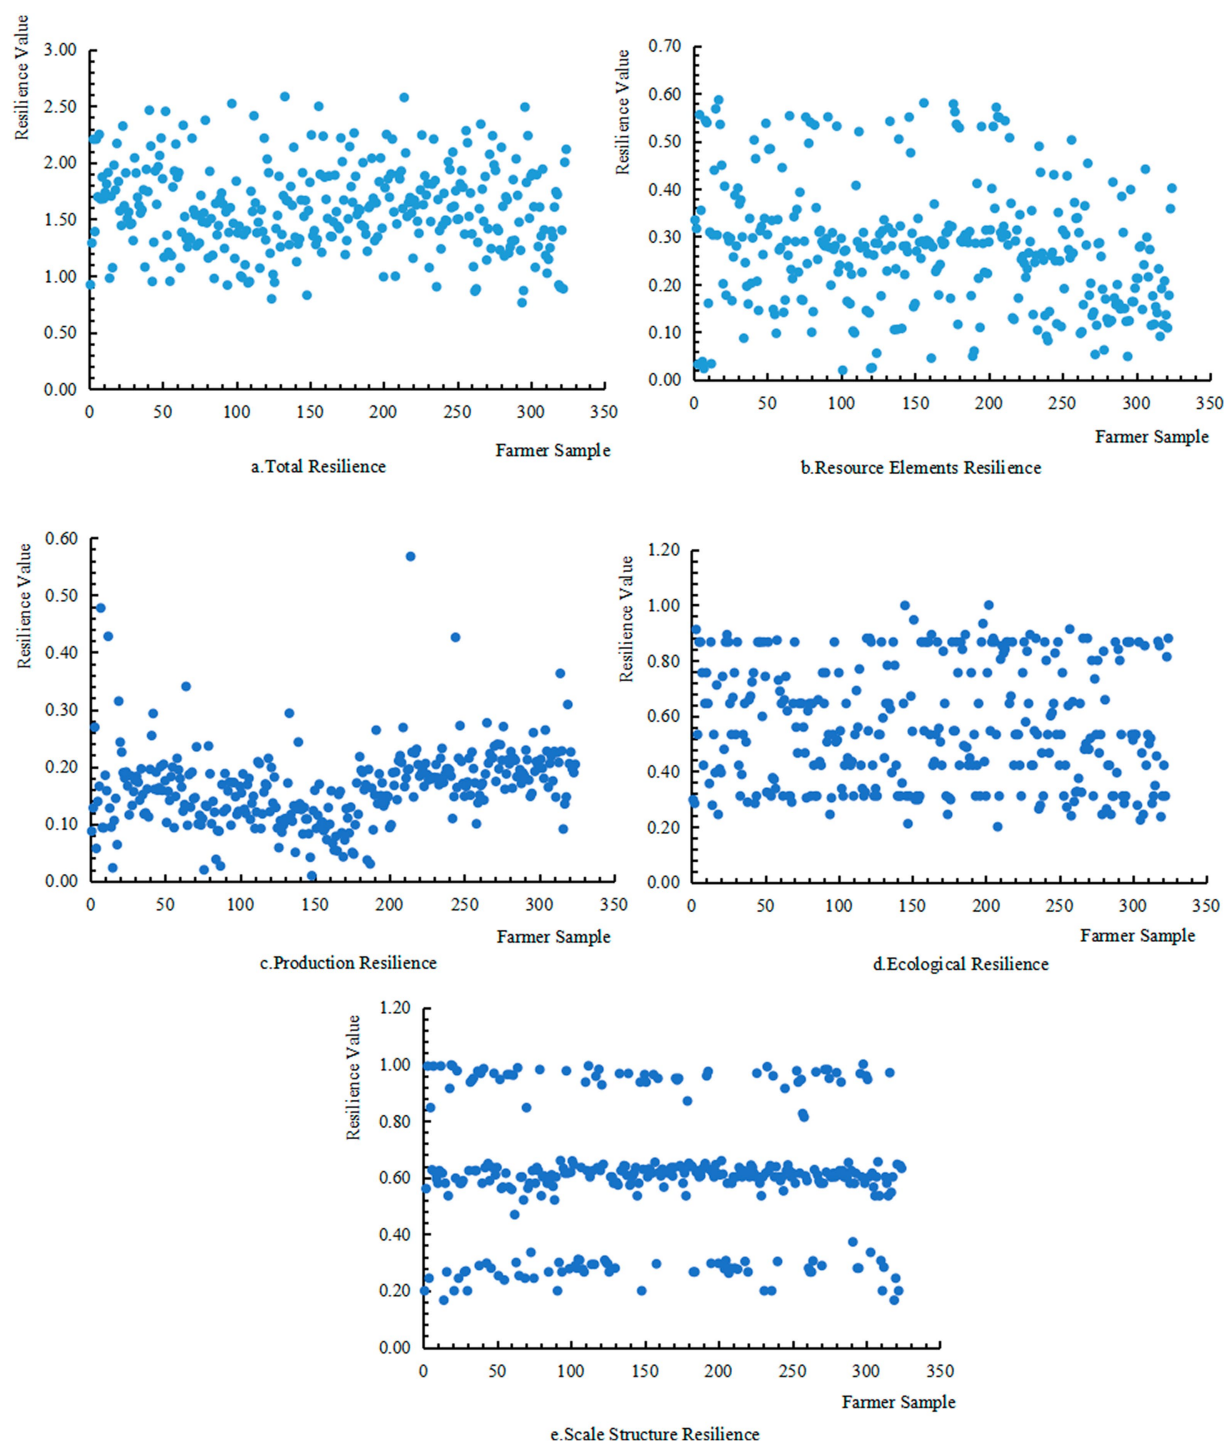 Resilience Value
3.00
2.50
2.00
1.50
1.00
0.50
0.00
0 50 100 150 200 250 300 350
Farmer Sample
a.Total Resilience
Resilience Value
0.70
0.60
0.50
0.40
0.30
0.20
0.10
0.00
0 50 100 150 200 250 300 350
Farmer Sample
b.Resource Elements Resilience
Resilience Value
0.60
0.50
0.40
0.30
0.20
0.10
0.00
0 50 100 150 200 250 300 350
Farmer Sample
c.Production Resilience
Resilience Value
1.20
1.00
0.80
0.60
0.40
0.20
0.00
0 50 100 150 200 250 300 350
Farmer Sample
d.Ecological Resilience
Resilience Value
1.20
1.00
0.80
0.60
0.40
0.20
0.00
0 50 100 150 200 250 300 350
Farmer Sample
e.Scale Structure Resilience